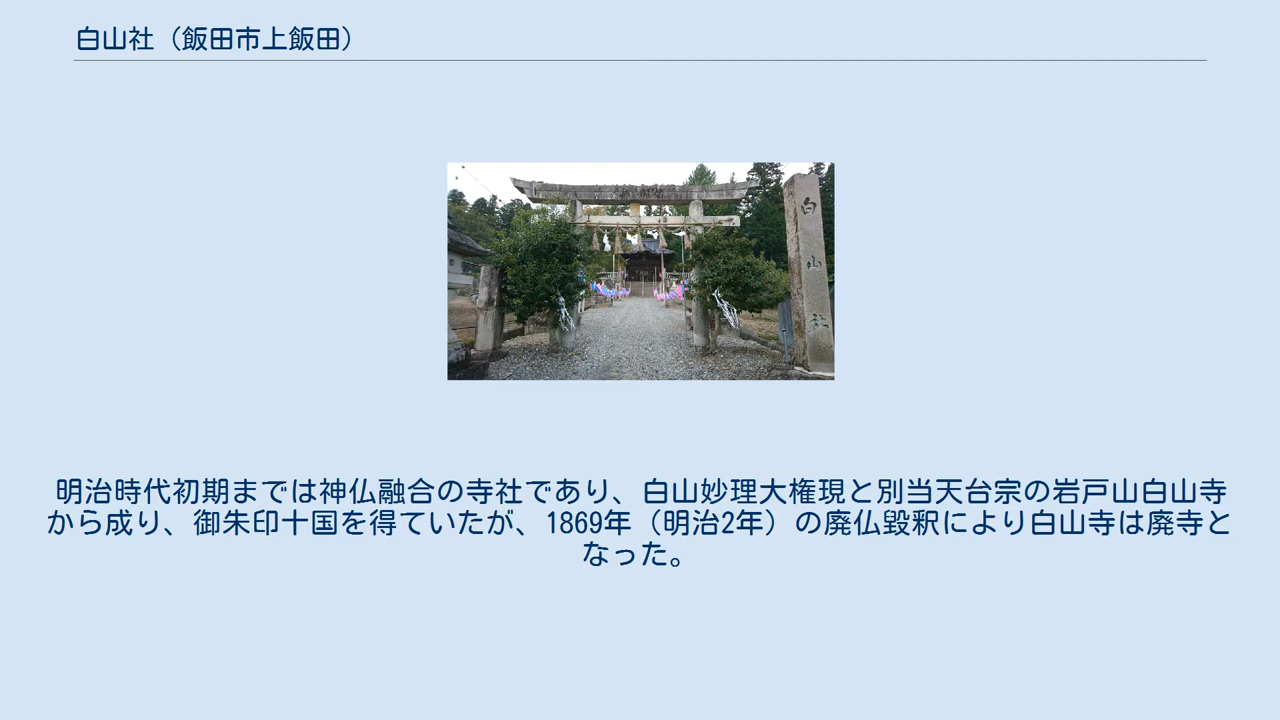 白山社（飯田市上飯田）
白山社
明治時代初期までは神仏融合の寺社であり、白山妙理大権現と別当天台宗の岩戸山白山寺
から成り、御朱印十国を得ていたが、1869年（明治2年）の廃仏毀釈により白山寺は廃寺と
なった。